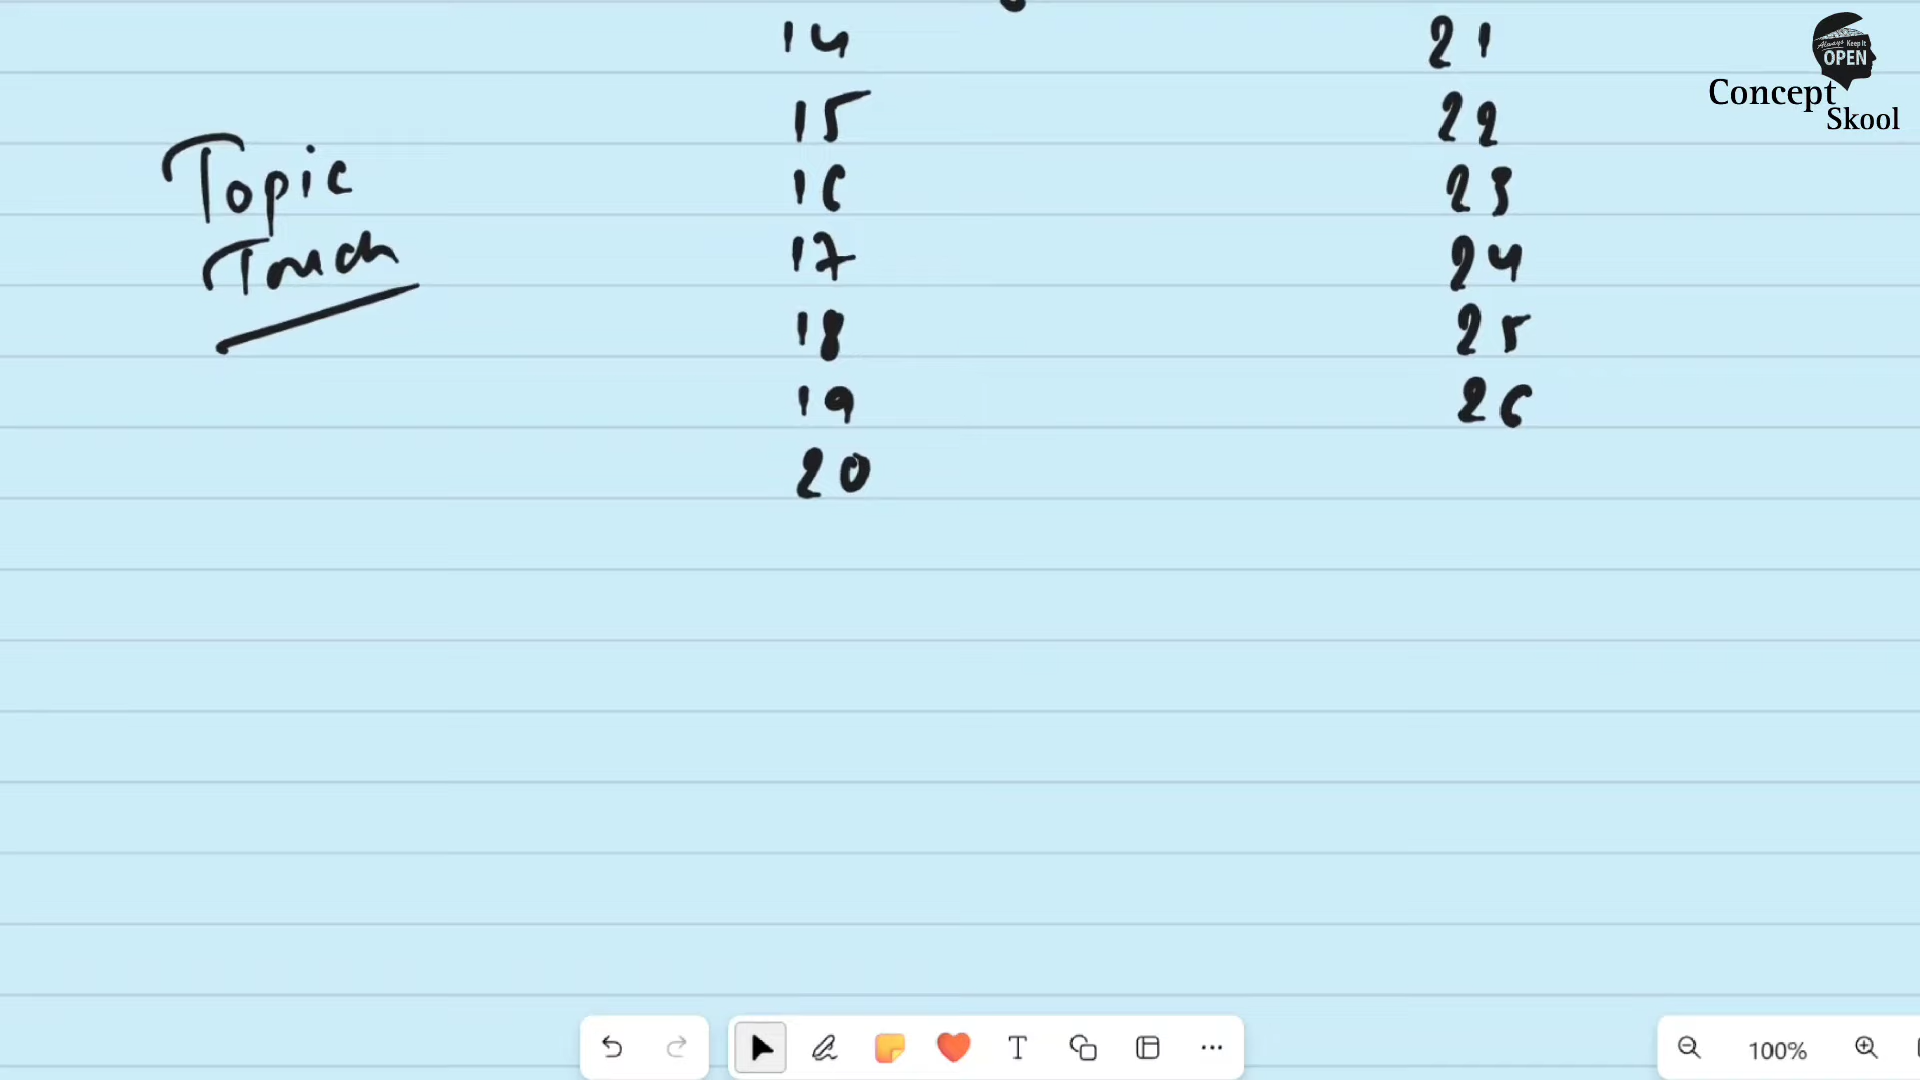 14
15
16
17
18
19
20
Topic
Touch
21
22
23
24
25
26
Always Keep It
OPEN
Concept
Skool
T
100%